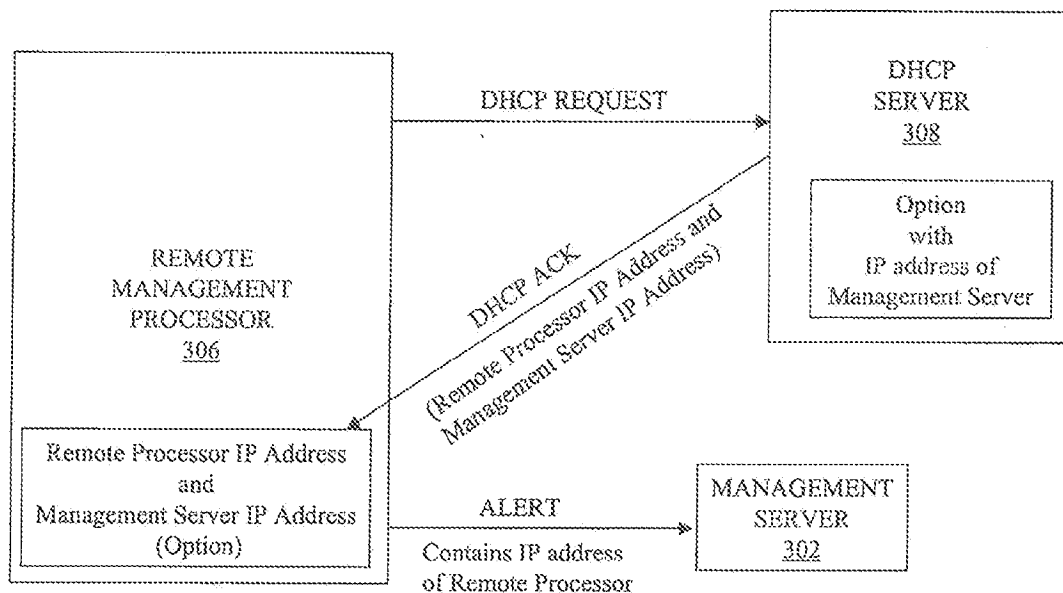 DHCP REQUEST
DHCP
SERVER
308
Option
with
IP address of
Management Server
DHCP ACK
(Remote Processor IP Address and
Management Server IP Address)
REMOTE
MANAGEMENT
PROCESSOR
306
Remote Processor IP Address
and
Management Server IP Address
(Option)
ALERT
Contains IP address
of Remote Processor
MANAGEMENT
SERVER
302